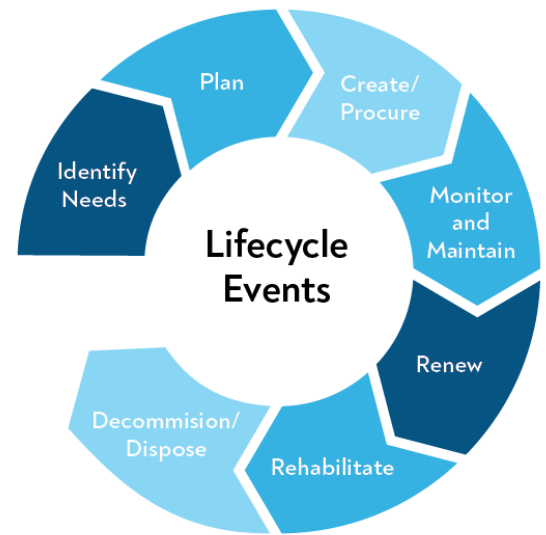 Lifecycle
Events
Identify
Needs
Plan
Create/
Procure
Monitor
and
Maintain
Renew
Rehabilitate
Decommision/
Dispose